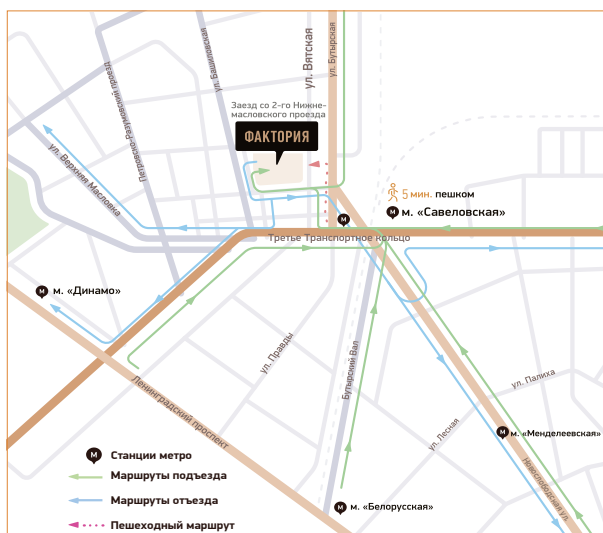 ул. Башиловская
ул. Вятская
ул. Бутырская
Петровско-Разумовский проезд
Заезд со 2-го Нижне-
масловского проезда
ФАКТОРИЯ
ул. Верхняя Масловка
5 мин. пешком
М м. «Савеловская»
М
Третье Транспортное кольцо
М м. «Динамо»
ул. Правды
Бутырский Вал
Ленинградский проспект
ул. Палиха
ул. Лесная
М м. «Менделеевская»
Новослободская ул.
М м. «Белорусская»
М Станции метро
Маршруты подъезда
Маршруты отъезда
Пешеходный маршрут